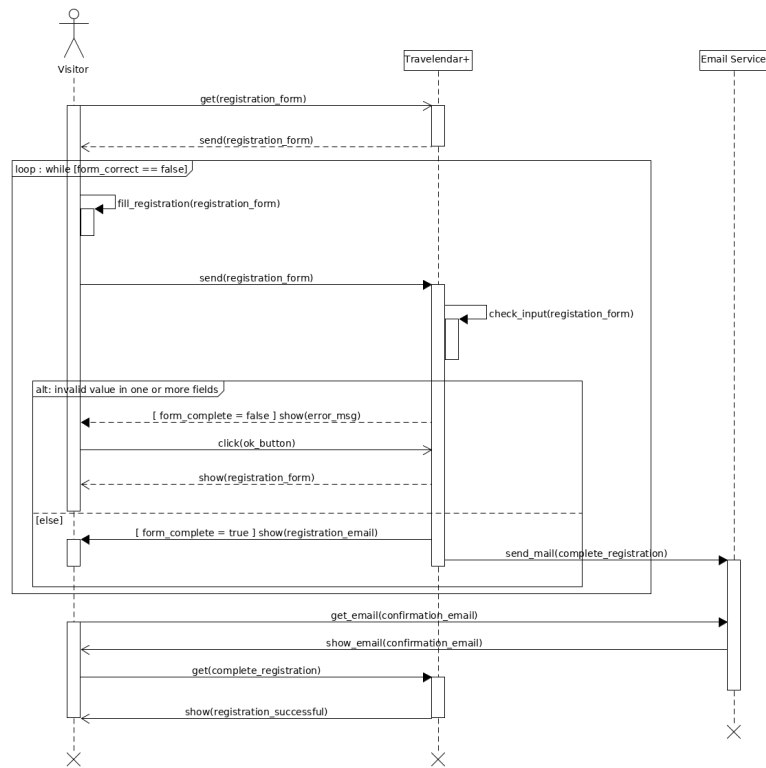 Visitor
Travelendar+
Email Service
get(registration_form)
send(registration_form)
loop : while [form_correct == false]
fill_registration(registration_form)
send(registration_form)
check_input(registation_form)
alt: invalid value in one or more fields
[ form_complete = false ] show(error_msg)
click(ok_button)
show(registration_form)
[else]
[ form_complete = true ] show(registration_email)
send_mail(complete_registration)
get_email(confirmation_email)
show_email(confirmation_email)
get(complete_registration)
show(registration_successful)